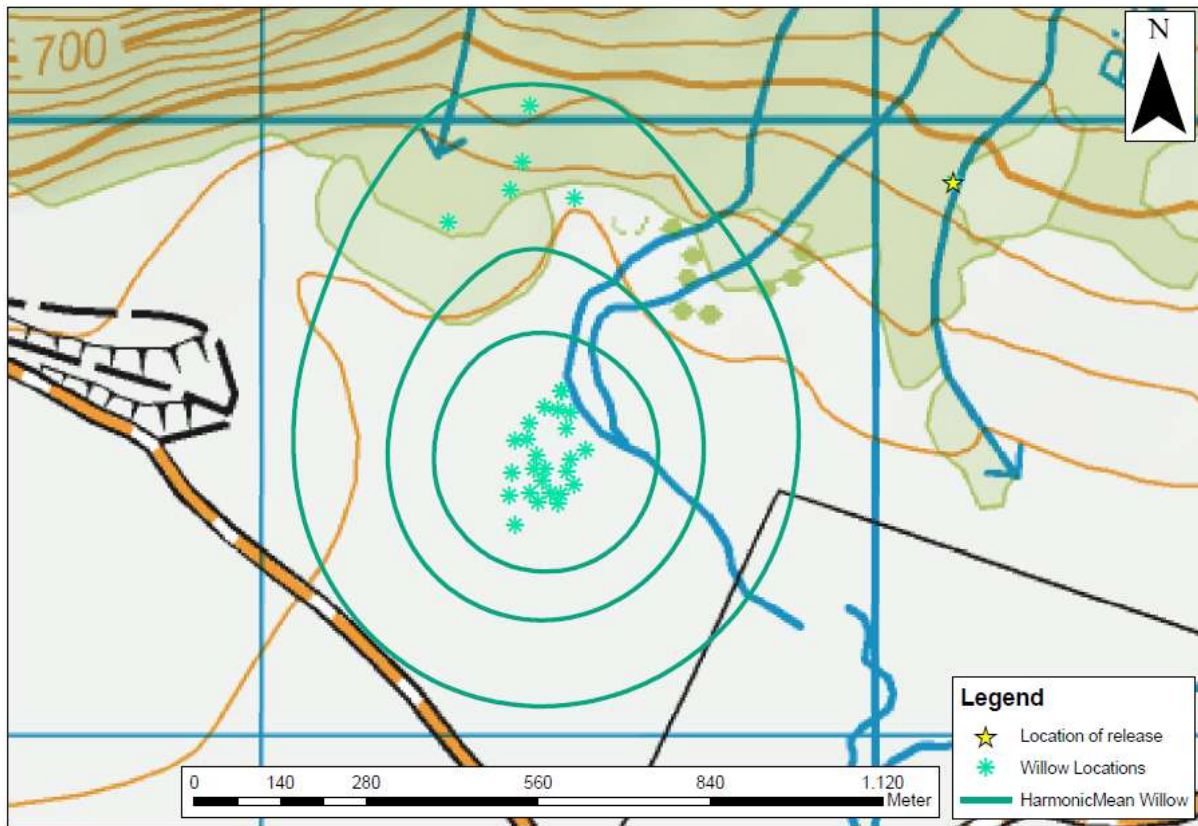 700
N
0 140 280 560 840 1.120
Meter
Legend
Location of release
Willow Locations
HarmonicMean Willow